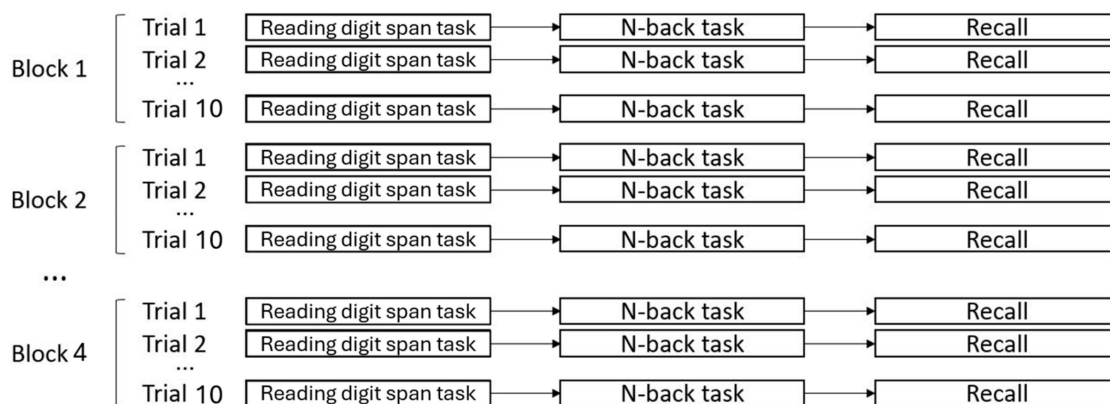 Trial 1 Reading digit span task N-back task Recall
Trial 2 Reading digit span task N-back task Recall
Block 1
...
Trial 10 Reading digit span task N-back task Recall
Trial 1 Reading digit span task N-back task Recall
Trial 2 Reading digit span task N-back task Recall
Block 2
...
Trial 10 Reading digit span task N-back task Recall
...
Trial 1 Reading digit span task N-back task Recall
Trial 2 Reading digit span task N-back task Recall
Block 4
...
Trial 10 Reading digit span task N-back task Recall